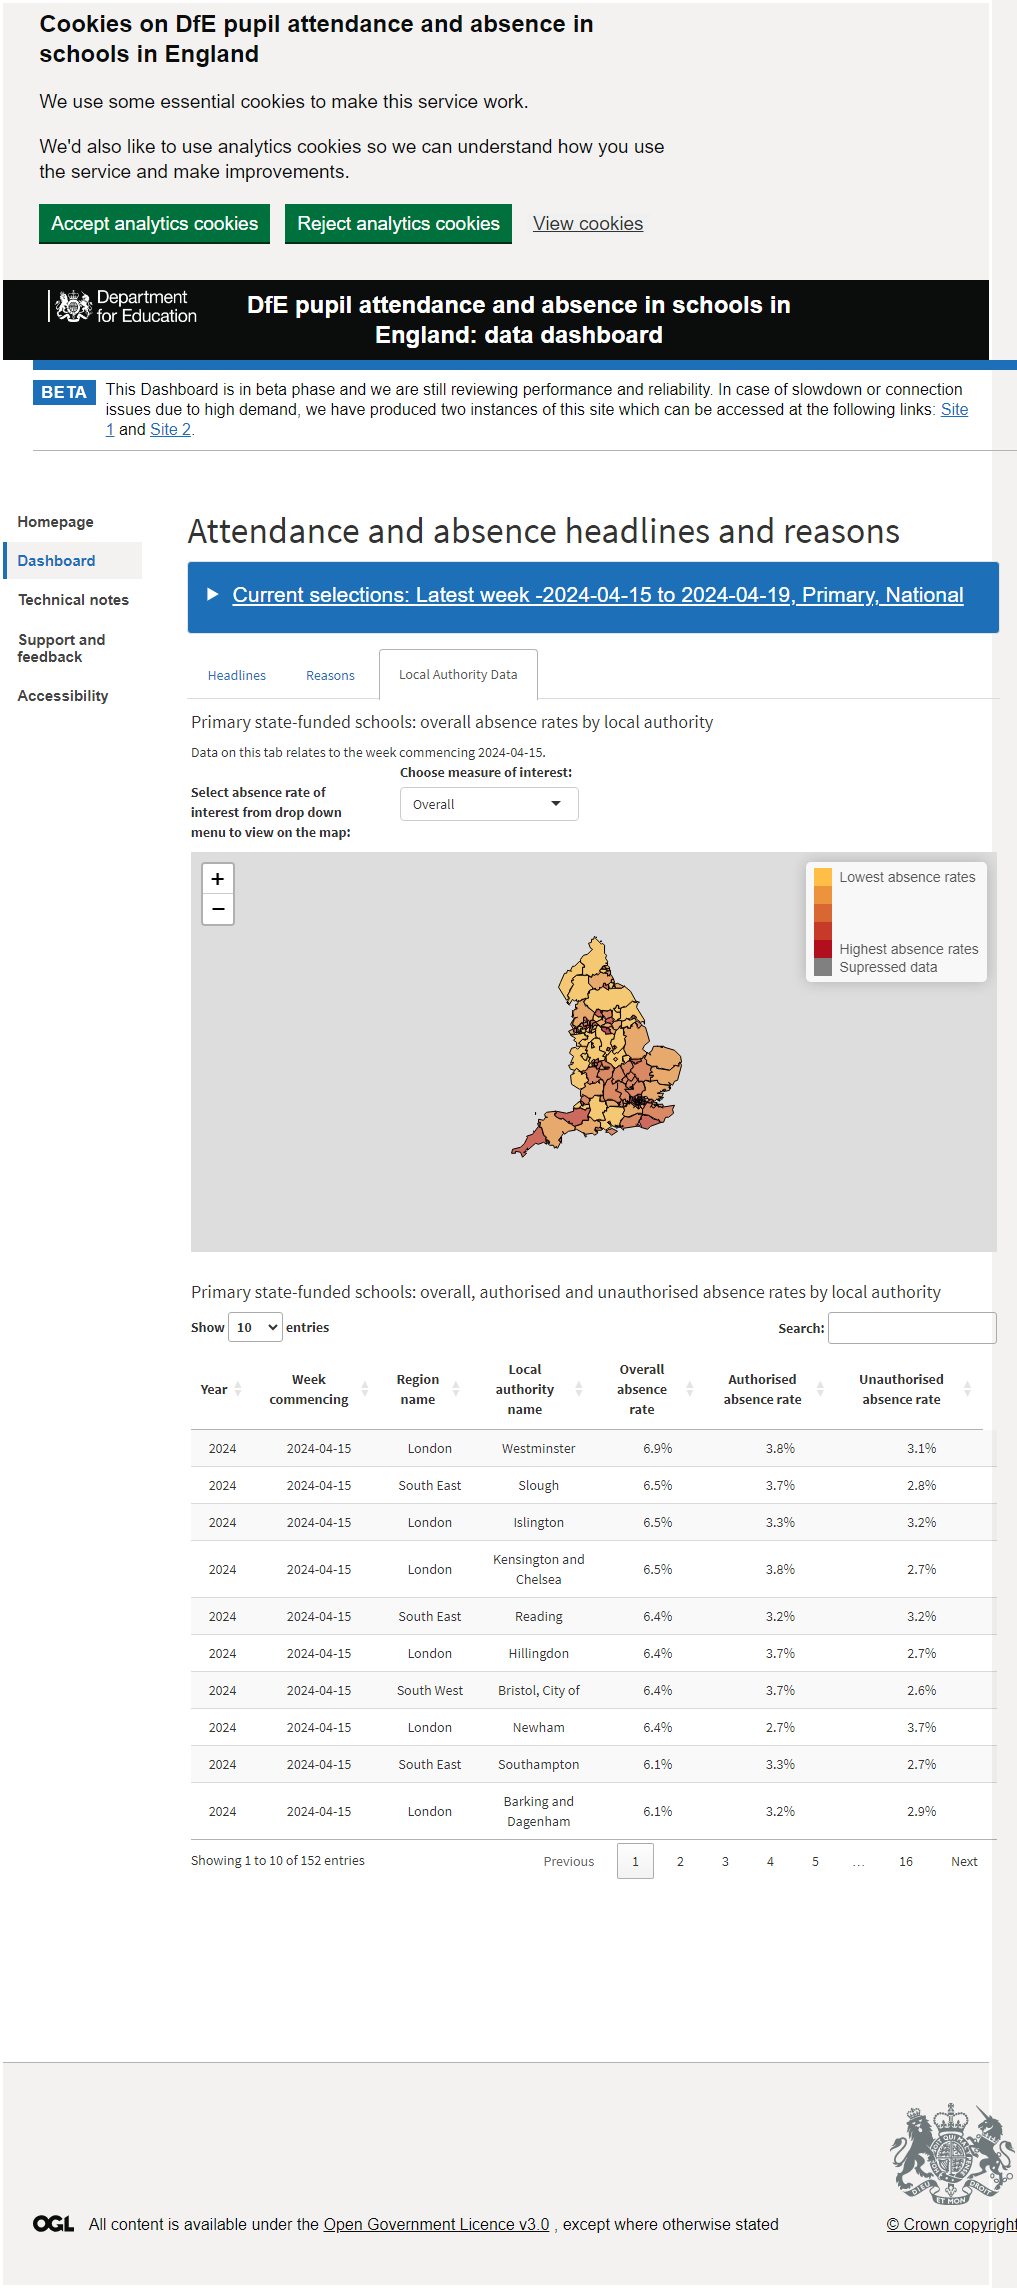 Cookies on DfE pupil attendance and absence in
schools in England
We use some essential cookies to make this service work.
We'd also like to use analytics cookies so we can understand how you use
the service and make improvements.
Accept analytics cookies Reject analytics cookies View cookies
Department
for Education
DfE pupil attendance and absence in schools in
England: data dashboard
BETA This Dashboard is in beta phase and we are still reviewing performance and reliability. In case of slowdown or connection
issues due to high demand, we have produced two instances of this site which can be accessed at the following links: Site
1 and Site 2.
Homepage
Dashboard
Technical notes
Support and
feedback
Accessibility
Attendance and absence headlines and reasons
Current selections: Latest week -2024-04-15 to 2024-04-19, Primary, National
Headlines Reasons Local Authority Data
Primary state-funded schools: overall absence rates by local authority
Data on this tab relates to the week commencing 2024-04-15.
Select absence rate of
interest from drop down
menu to view on the map:
Choose measure of interest:
Overall
+
−
Lowest absence rates
Highest absence rates
Supressed data
Primary state-funded schools: overall, authorised and unauthorised absence rates by local authority
Show 10 entries Search:
Year Week commencing Region name Local authority name Overall absence rate Authorised absence rate Unauthorised absence rate
2024 2024-04-15 London Westminster 6.9% 3.8% 3.1%
2024 2024-04-15 South East Slough 6.5% 3.7% 2.8%
2024 2024-04-15 London Islington 6.5% 3.3% 3.2%
2024 2024-04-15 London Kensington and Chelsea 6.5% 3.8% 2.7%
2024 2024-04-15 South East Reading 6.4% 3.2% 3.2%
2024 2024-04-15 London Hillingdon 6.4% 3.7% 2.7%
2024 2024-04-15 South West Bristol, City of 6.4% 3.7% 2.6%
2024 2024-04-15 London Newham 6.4% 2.7% 3.7%
2024 2024-04-15 South East Southampton 6.1% 3.3% 2.7%
2024 2024-04-15 London Barking and Dagenham 6.1% 3.2% 2.9%
Showing 1 to 10 of 152 entries Previous 1 2 3 4 5 … 16 Next
OGL All content is available under the Open Government Licence v3.0 , except where otherwise stated
© Crown copyright